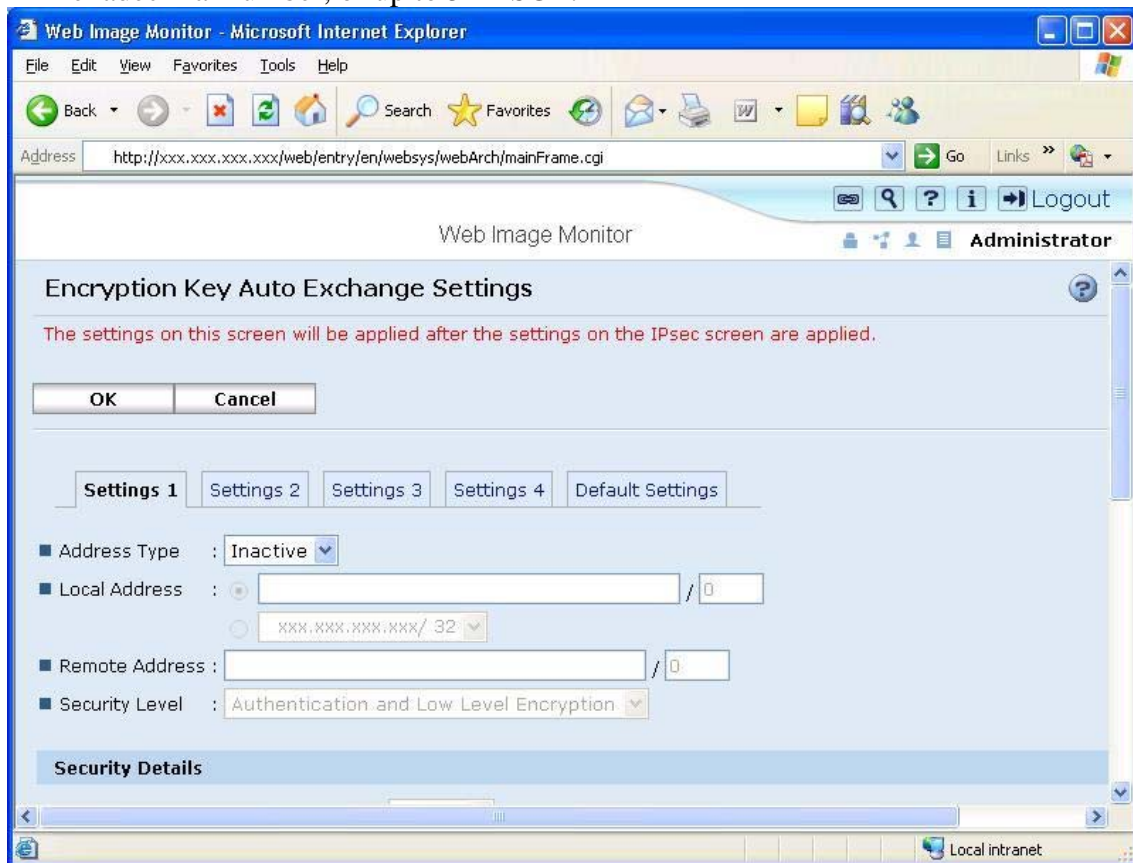 Web Image Monitor - Microsoft Internet Explorer
File Edit View Favorites Tools Help
Back Search Favorites
Address http://xxx.xxx.xxx.xxx/web/entry/en/websys/webArch/mainFrame.cgi Go Links »
Logout
Web Image Monitor Administrator
Encryption Key Auto Exchange Settings
The settings on this screen will be applied after the settings on the IPsec screen are applied.
OK Cancel
Settings 1 Settings 2 Settings 3 Settings 4 Default Settings
Address Type : Inactive
Local Address : / 0
xxx.xxx.xxx.xxx/ 32
Remote Address : / 0
Security Level : Authentication and Low Level Encryption
Security Details
Local intranet